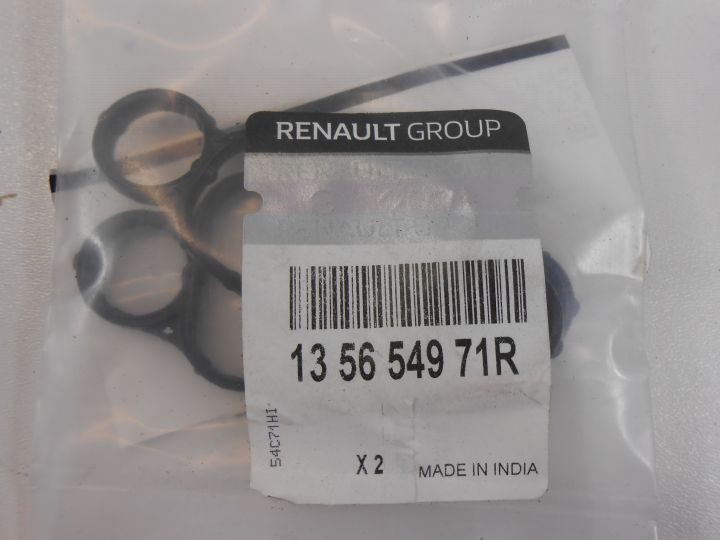 RENAULT GROUP
13 56 549 71R
54C71HI
X 2
MADE IN INDIA